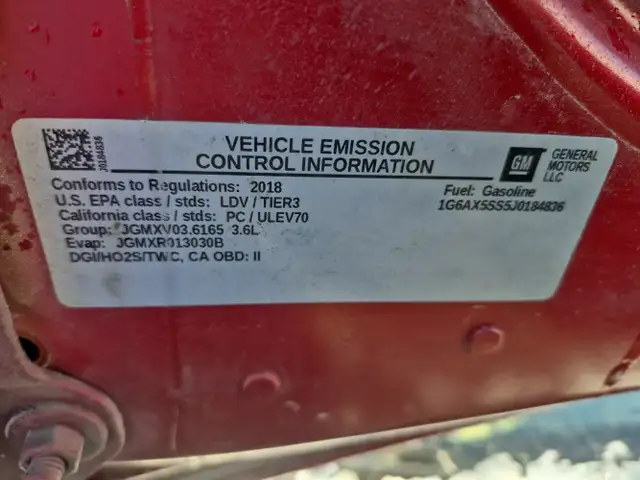 J0184836
VEHICLE EMISSION
CONTROL INFORMATION
GM
GENERAL
MOTORS
LLC
Conforms to Regulations: 2018
U.S. EPA class / stds: LDV / TIER3
California class / stds: PC / ULEV70
Group: JGMXV03.6165 3.6L
Evap: JGMXR013030B
DGI/HO2S/TWC, CA OBD: II
Fuel: Gasoline
1G6AX5SS5J0184836